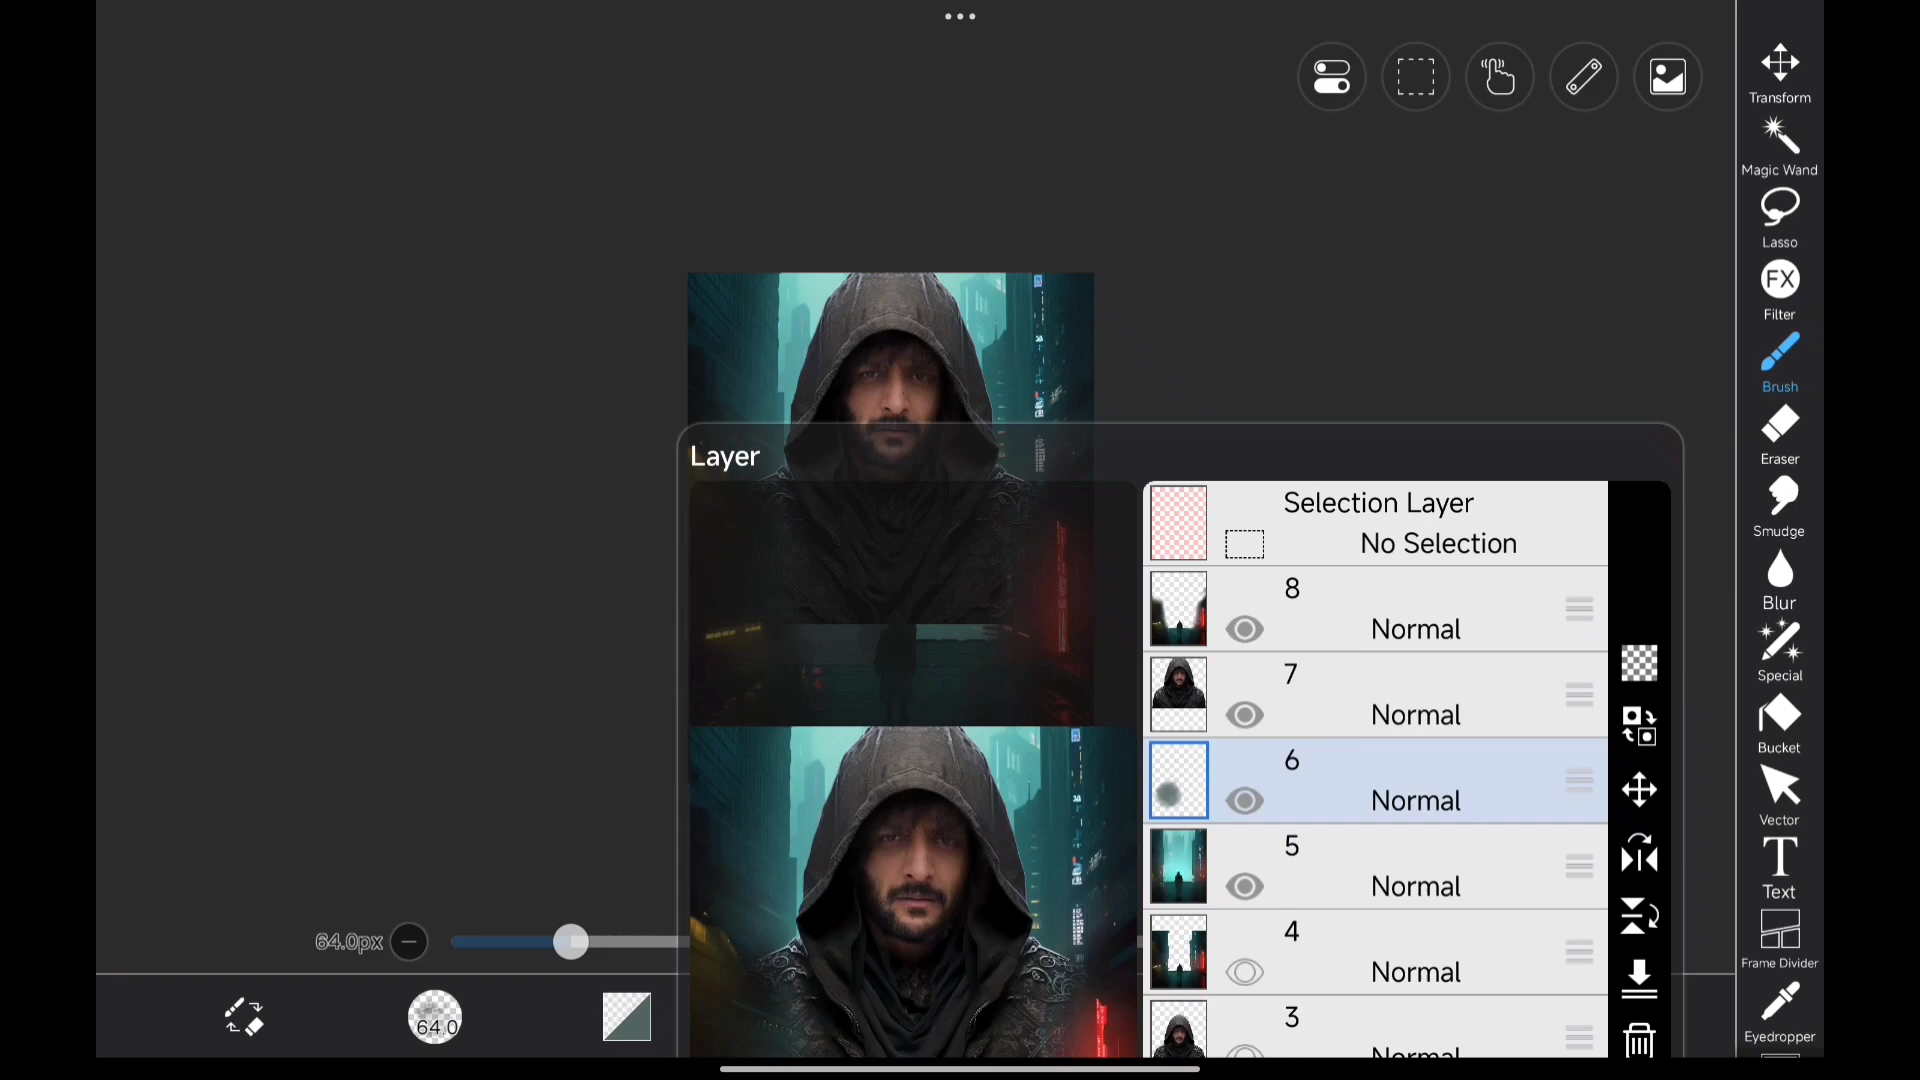 Transform
Magic Wand
Lasso
FX
Filter
Brush
Eraser
Smudge
Blur
Special
Bucket
Vector
T
Text
Frame Divider
Eyedropper
Layer
Selection Layer
No Selection
8
Normal
7
Normal
6
Normal
5
Normal
4
Normal
3
Normal
64.0px
64.0